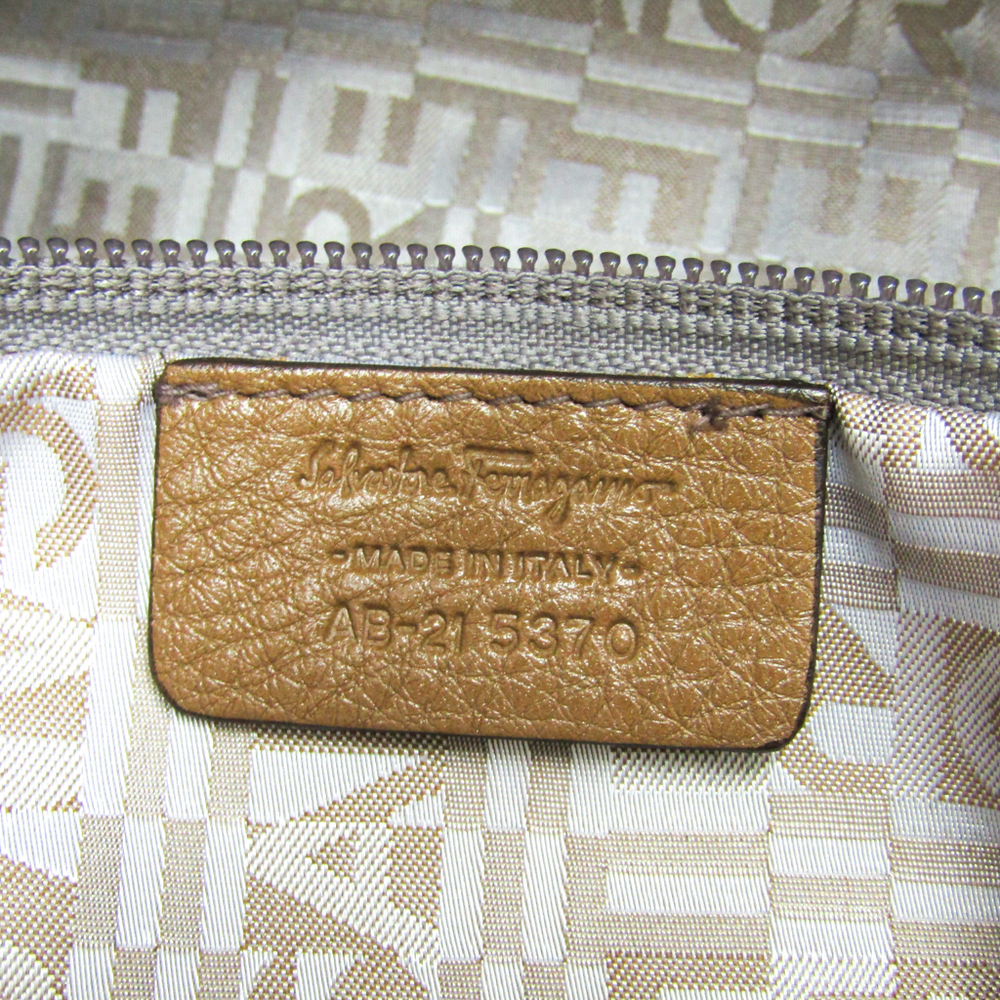 Salvatore Ferragamo
-MADE IN ITALY-
AB-21 5370